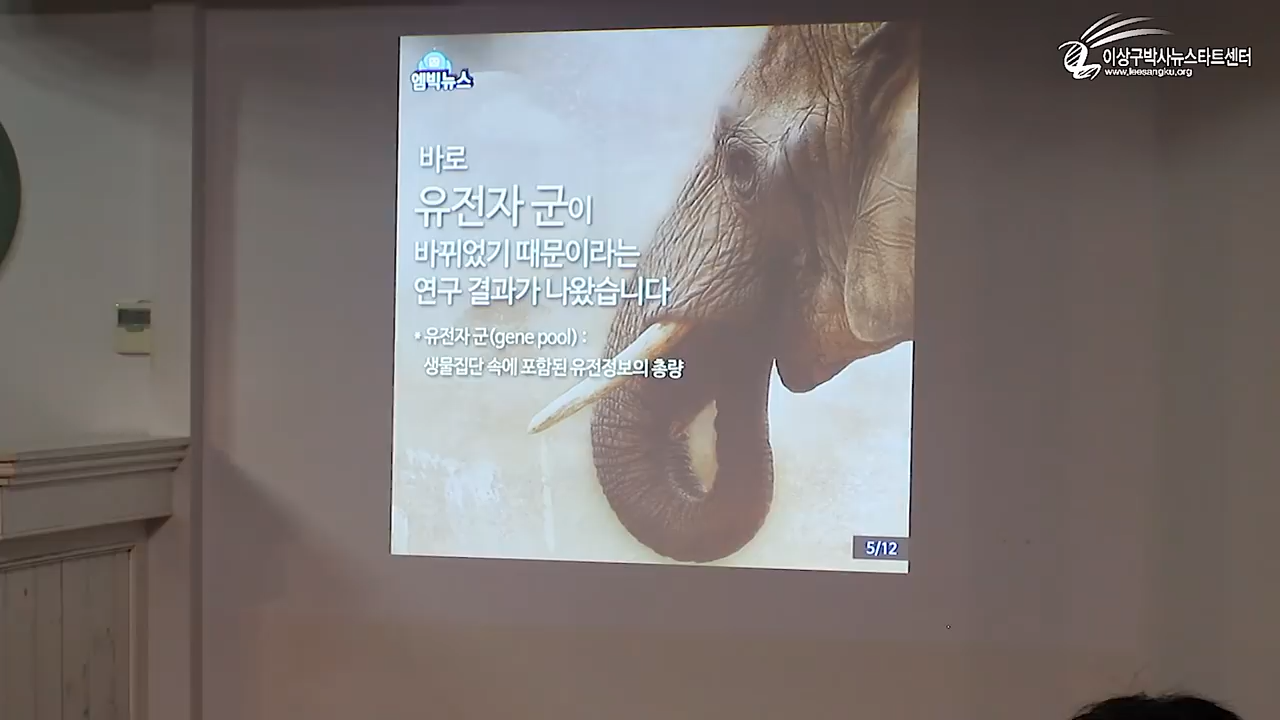 엠빅뉴스
이상구박사뉴스타트센터
www.leesangku.org
바로
유전자 군이
바뀌었기 때문이라는
연구 결과가 나왔습니다
* 유전자 군(gene pool) :
생물집단 속에 포함된 유전정보의 총량
5/12